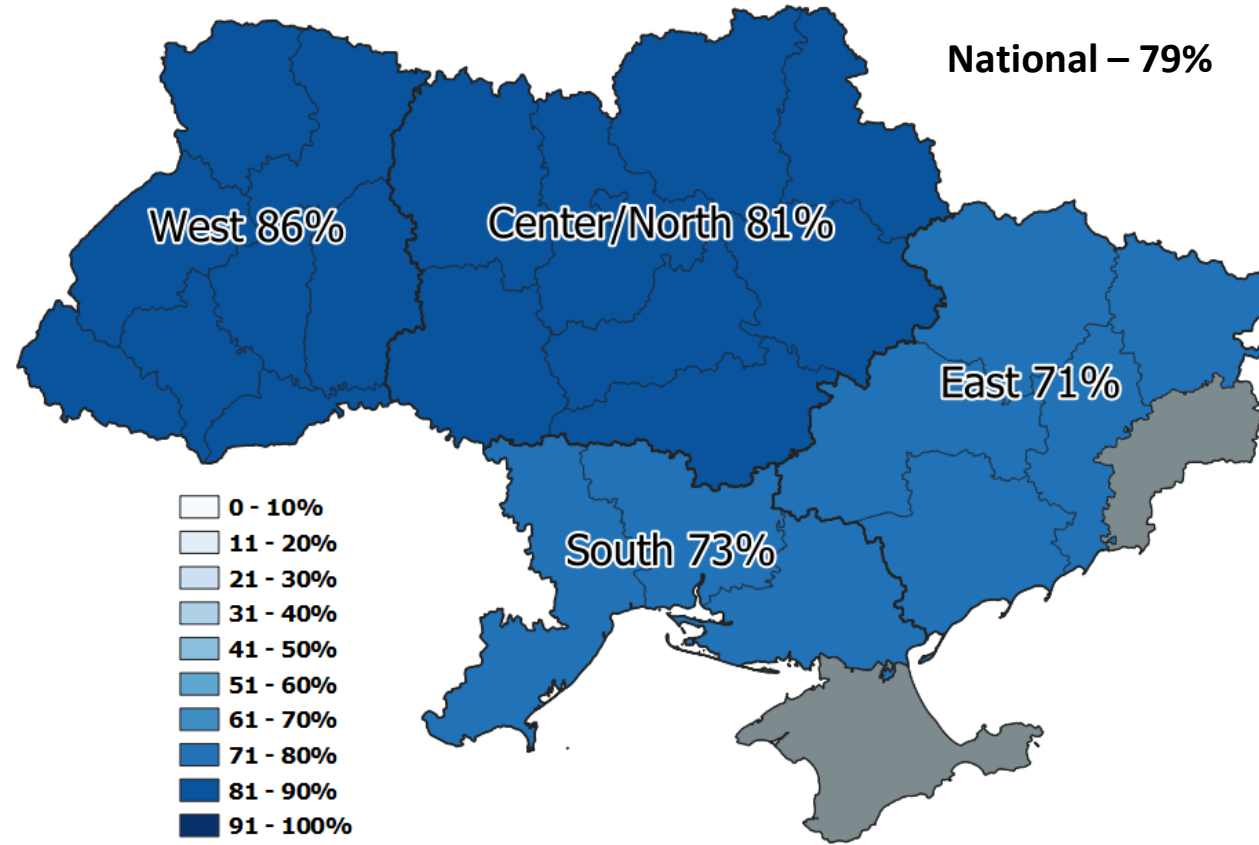 National – 79%
West 86%
Center/North 81%
East 71%
South 73%
0 - 10%
11 - 20%
21 - 30%
31 - 40%
41 - 50%
51 - 60%
61 - 70%
71 - 80%
81 - 90%
91 - 100%